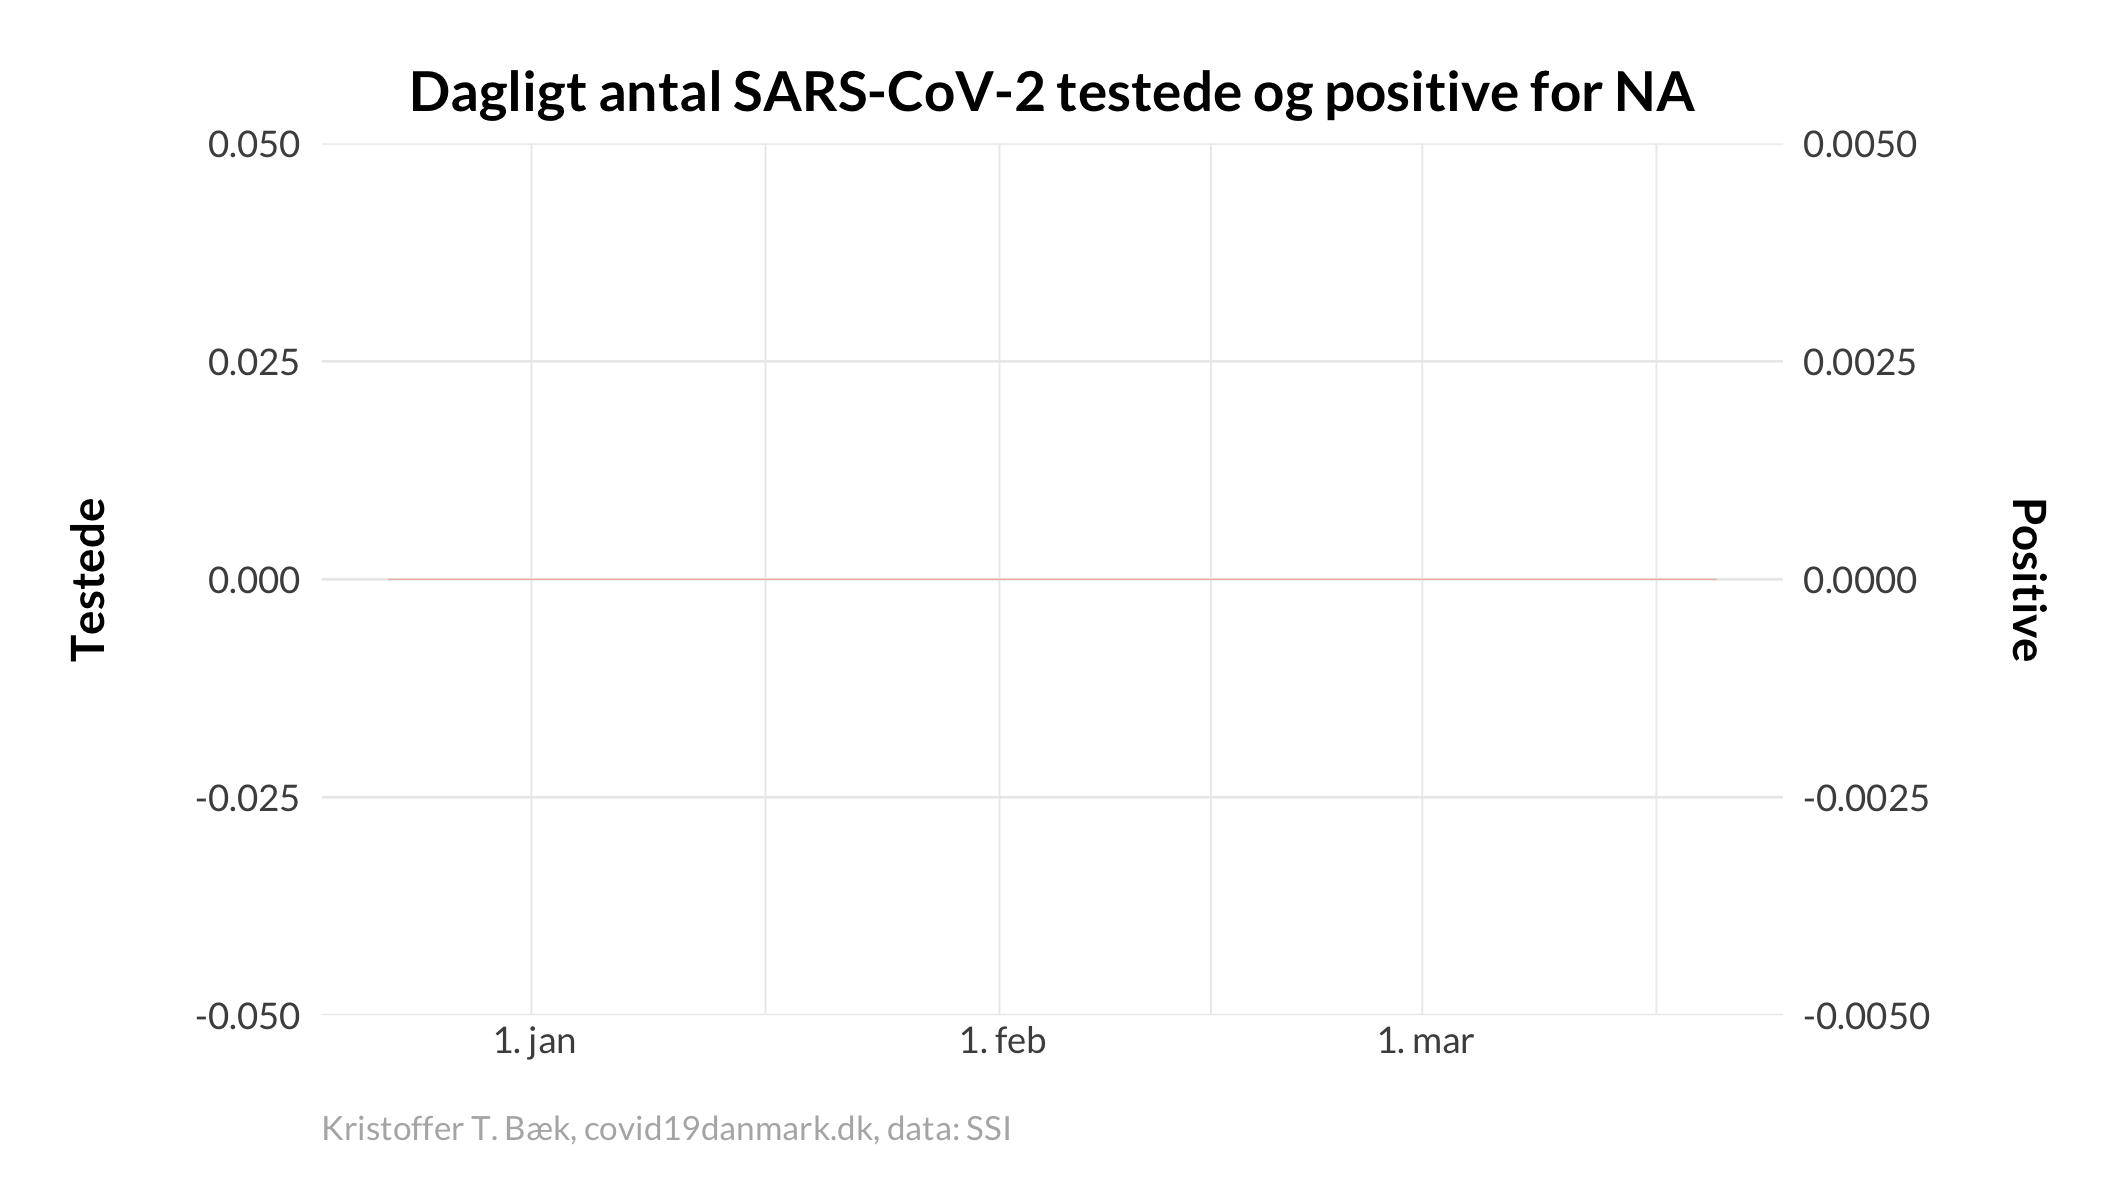 Dagligt antal SARS-CoV-2 testede og positive for NA
0.050
0.025
0.000
-0.025
-0.050
Testede
0.0050
0.0025
0.0000
-0.0025
-0.0050
Positive
1. jan
1. feb
1. mar
Kristoffer T. Bæk, covid19danmark.dk, data: SSI